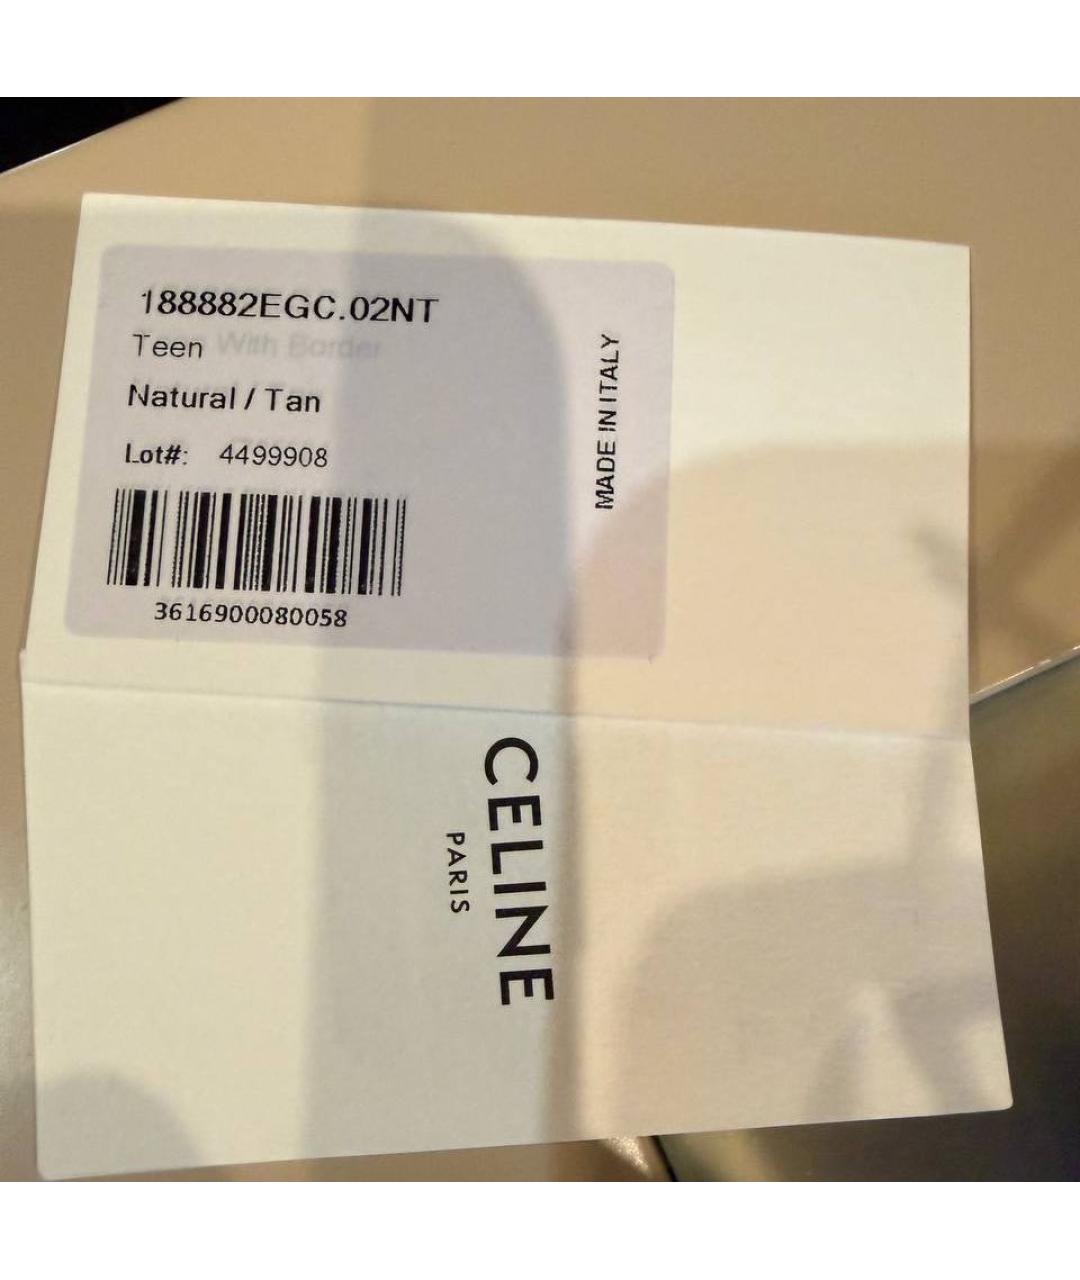 188882EGC.02NT
Teen With Border
Natural / Tan
Lot#: 4499908
3616900080058
MADE IN ITALY
CELINE
PARIS